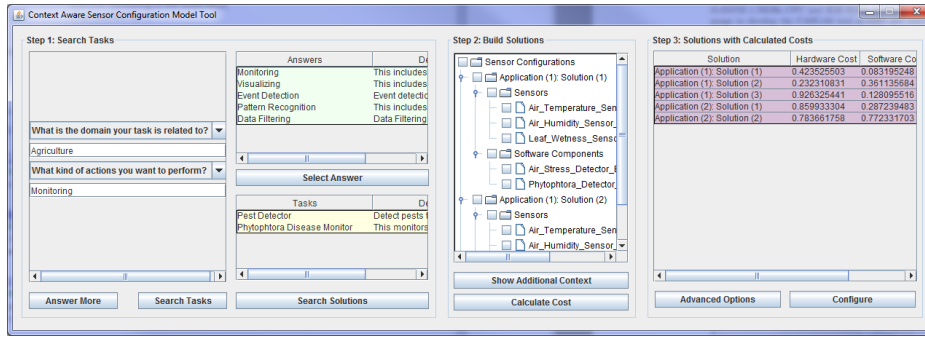 Context Aware Sensor Configuration Model Tool
Step 1: Search Tasks
What is the domain your task is related to?
Agriculture
What kind of actions you want to perform?
Monitoring
Answer More
Search Tasks
Answers De
Monitoring This includes
Visualizing This includes
Event Detection Event detectic
Pattern Recognition This includes
Data Filtering Data Filtering
Select Answer
Tasks De
Pest Detector Detect pests t
Phytophtora Disease Monitor This monitors
Search Solutions
Step 2: Build Solutions
Sensor Configurations
Application (1): Solution (1)
Sensors
Air_Temperature_Sen
Air_Humidity_Sensor_
Leaf_Wetness_Sensc
Software Components
Air_Stress_Detector_E
Phytophtora_Detector_
Application (1): Solution (2)
Sensors
Air_Temperature_Sen
Air_Humidity_Sensor_
Show Additional Context
Calculate Cost
Step 3: Solutions with Calculated Costs
Solution Hardware Cost Software Co
Application (1): Solution (1) 0.423525503 0.083195248
Application (1): Solution (2) 0.232310831 0.361135684
Application (1): Solution (3) 0.926325441 0.128095516
Application (2): Solution (1) 0.859933304 0.287239483
Application (2): Solution (2) 0.783661758 0.772331703
Advanced Options
Configure